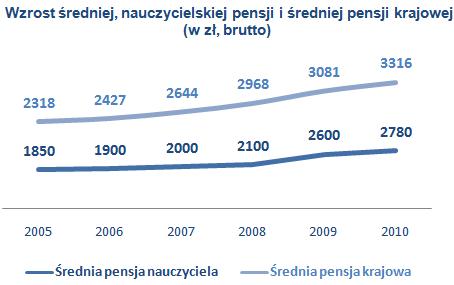 Wzrost średniej, nauczycielskiej pensji i średniej pensji krajowej
(w zł, brutto)
2318 2427 2644 2968 3081 3316
1850 1900 2000 2100 2600 2780
2005 2006 2007 2008 2009 2010
Średnia pensja nauczyciela Średnia pensja krajowa